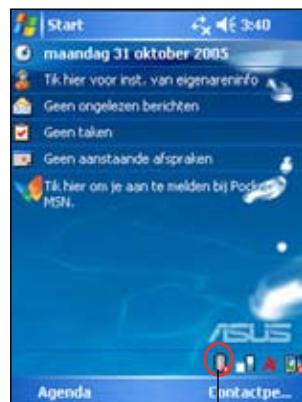 Start 3:40
maandag 31 oktober 2005
Tik hier voor inst. van eigenareninfo
Geen ongelezen berichten
Geen taken
Geen aanstaande afspraken
Tik hier om je aan te melden bij Pocket
MSN.
ASUS
Agenda Contactpe...